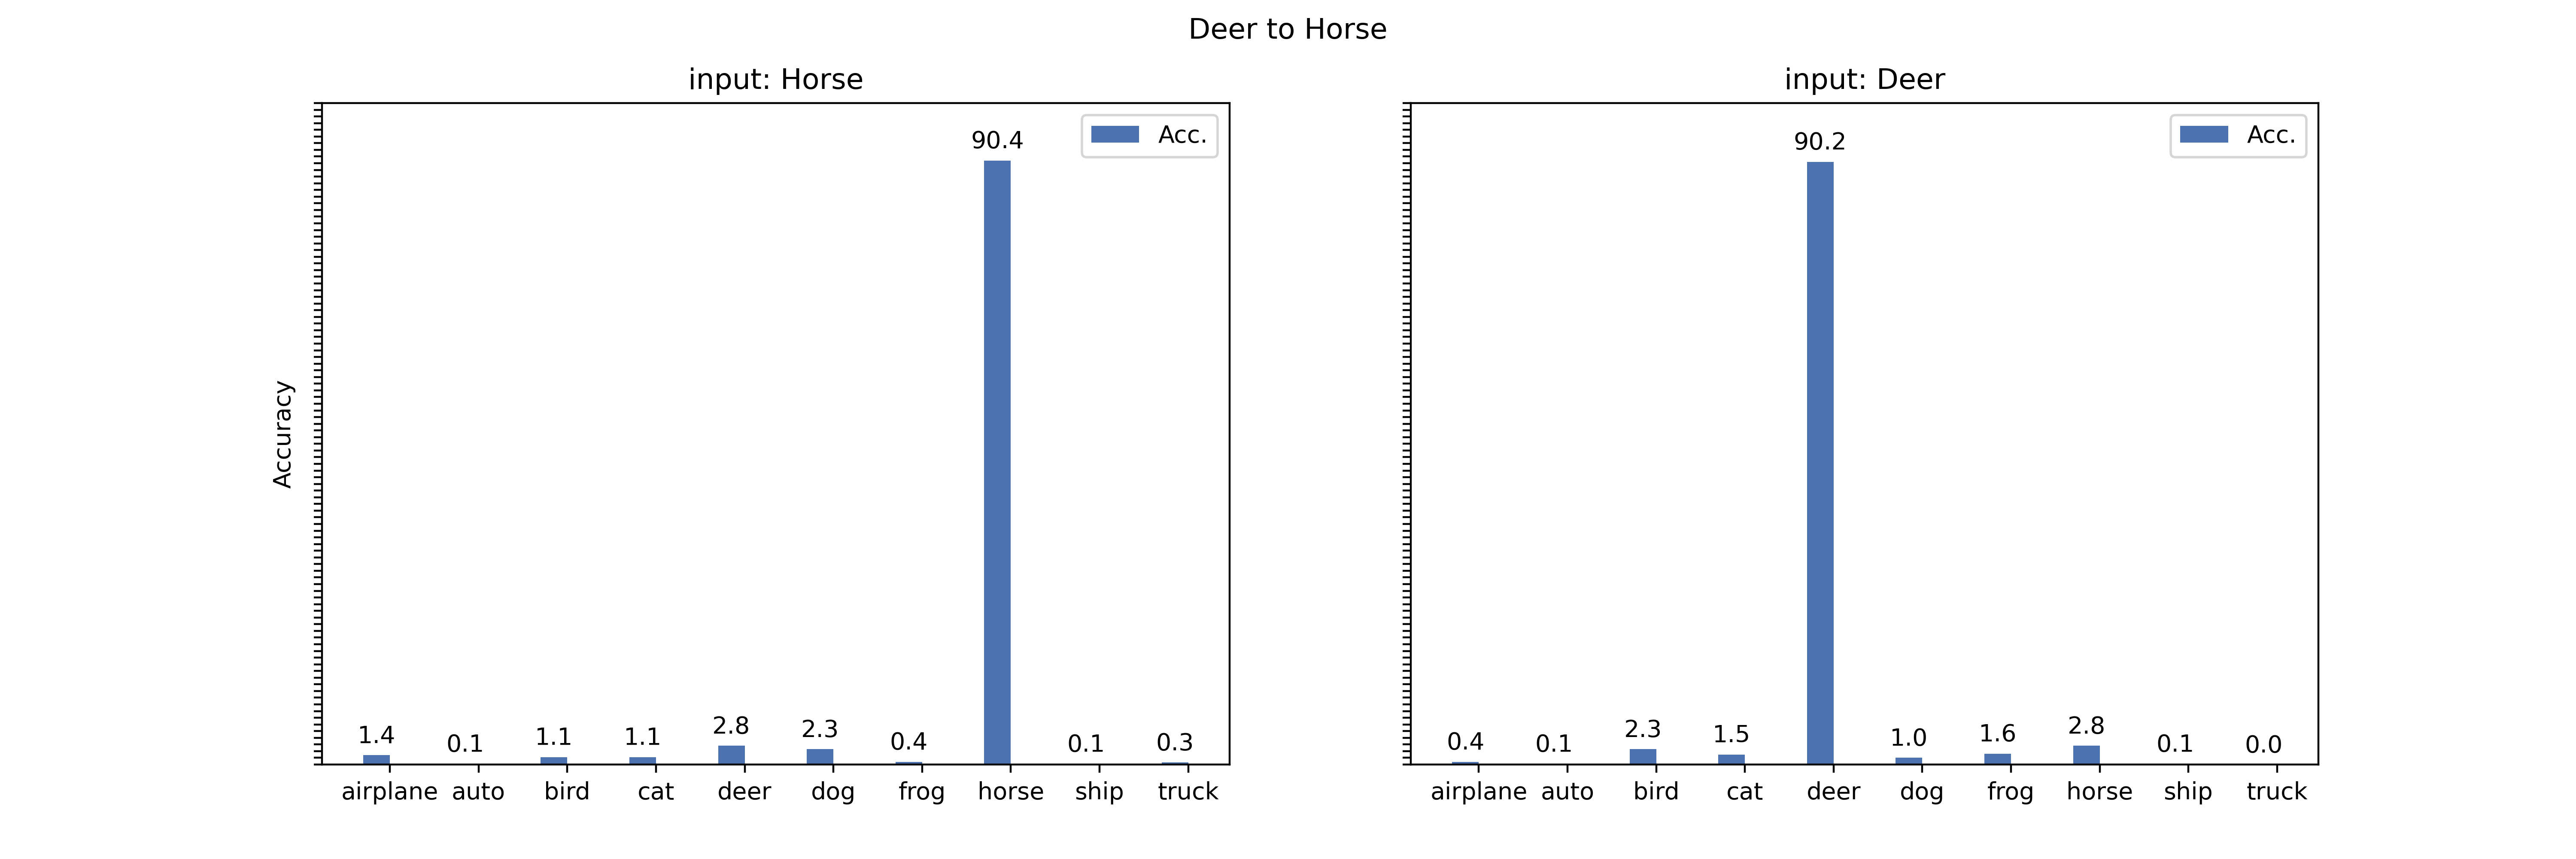 Deer to Horse
input: Horse
Accuracy
Acc.
90.4
1.4
0.1
1.1
1.1
2.8
2.3
0.4
0.1
0.3
airplane auto bird cat deer dog frog horse ship truck
input: Deer
Acc.
90.2
0.4
0.1
2.3
1.5
1.0
1.6
2.8
0.1
0.0
airplane auto bird cat deer dog frog horse ship truck